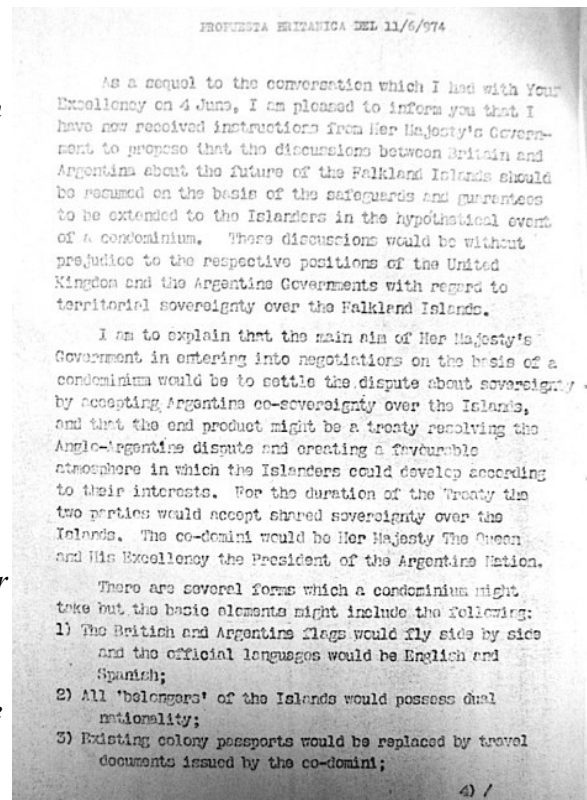 PROPUESTA BRITANICA DEL 11/6/974
As a sequel to the conversation which I had with Your
Excellency on 4 June, I am pleased to inform you that I
have now received instructions from Her Majesty's Govern-
ment to propose that the discussions between Britain and
Argentina about the future of the Falkland Islands should
be resumed on the basis of the safeguards and guarantees
to be extended to the Islanders in the hypothetical event
of a condominium. These discussions would be without
prejudice to the respective positions of the United
Kingdom and the Argentine Governments with regard to
territorial sovereignty over the Falkland Islands.
I am to explain that the main aim of Her Majesty's
Government in entering into negotiations on the basis of a
condominium would be to settle the dispute about sovereignty
by accepting Argentine co-sovereignty over the Islands,
and that the end product might be a treaty resolving the
Anglo-Argentine dispute and creating a favourable
atmosphere in which the Islanders could develop according
to their interests. For the duration of the Treaty the
two parties would accept shared sovereignty over the
Islands. The co-domini would be Her Majesty The Queen
and His Excellency the President of the Argentine Nation.
There are several forms which a condominium might
take but the basic elements might include the following:
1) The British and Argentine flags would fly side by side
and the official languages would be English and
Spanish;
2) All 'belongers' of the Islands would possess dual
nationality;
3) Existing colony passports would be replaced by travel
documents issued by the co-domini;
4) /